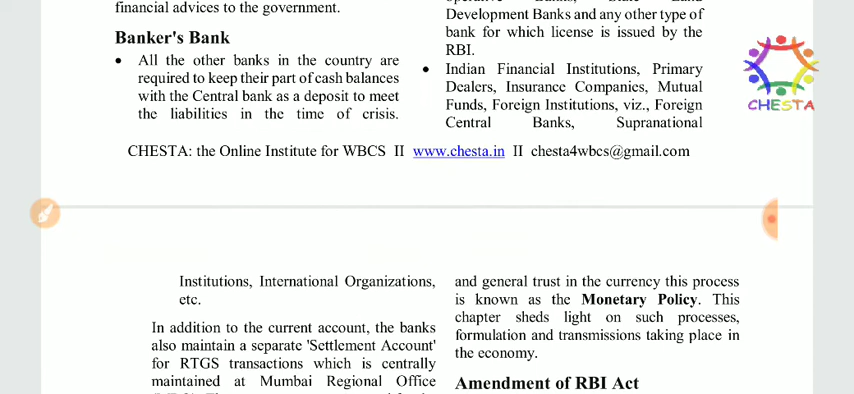 financial advices to the government.
Banker's Bank
• All the other banks in the country are
required to keep their part of cash balances
with the Central bank as a deposit to meet
the liabilities in the time of crisis.
Development Banks and any other type of
bank for which license is issued by the
RBI.
• Indian Financial Institutions, Primary
Dealers, Insurance Companies, Mutual
Funds, Foreign Institutions, viz., Foreign
Central Banks, Supranational
CHESTA
CHESTA: the Online Institute for WBCS II www.chesta.in II chesta4wbcs@gmail.com
Institutions, International Organizations,
etc.
In addition to the current account, the banks
also maintain a separate 'Settlement Account'
for RTGS transactions which is centrally
maintained at Mumbai Regional Office
and general trust in the currency this process
is known as the Monetary Policy. This
chapter sheds light on such processes,
formulation and transmissions taking place in
the economy.
Amendment of RBI Act